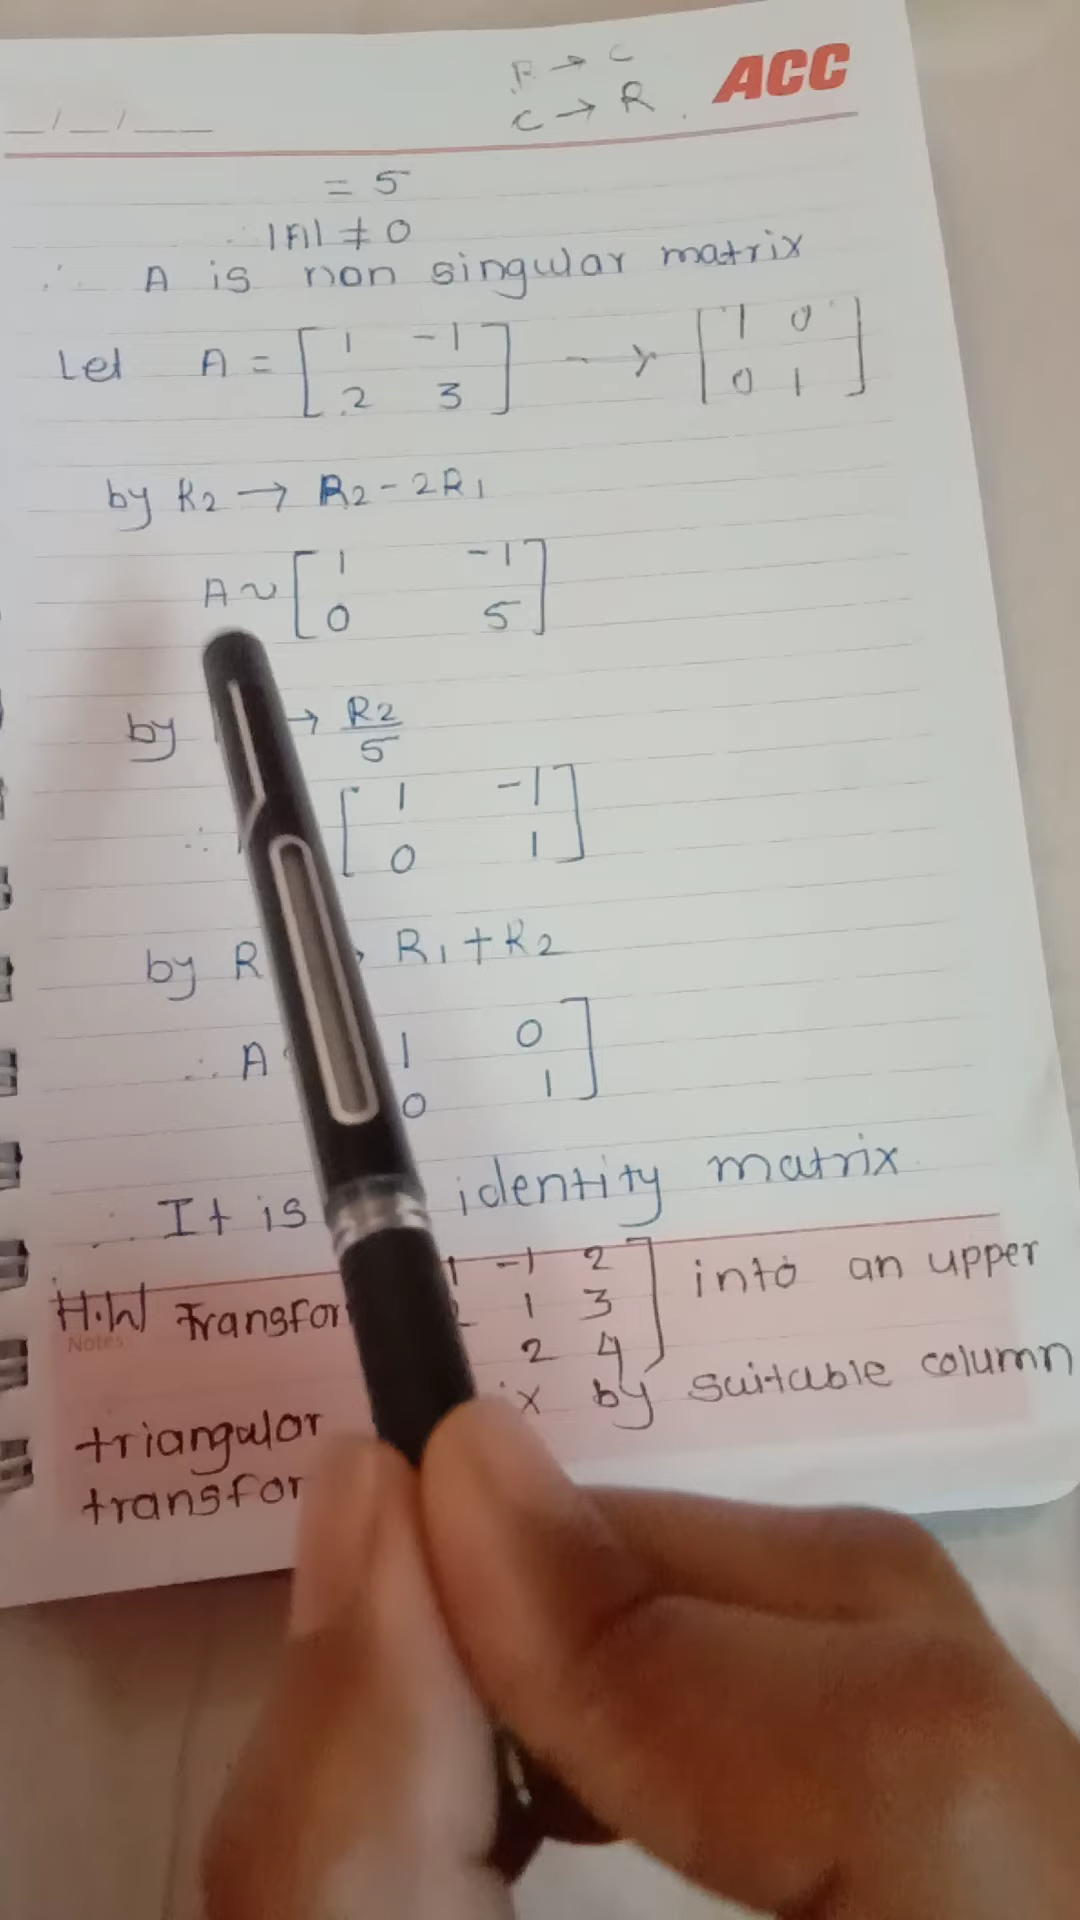 R → C
ACC
C → R
= 5
∴ |A| ≠ 0
∴ A is non singular matrix
Let A = [ 1 -1 ] → [ 1 0 ]
2 3 0 1
by R2 → R2 - 2R1
A ~ [ 1 -1 ]
0 5
by → R2
5
∴ [ 1 -1 ]
0 1
by R R1 + R2
∴ A 1 0 ]
0 1
∴ It is identity matrix
H.W Transfor 1 -1 2 ] into an upper
1 3
Notes
2 4
triangular x by suitable column
transfor